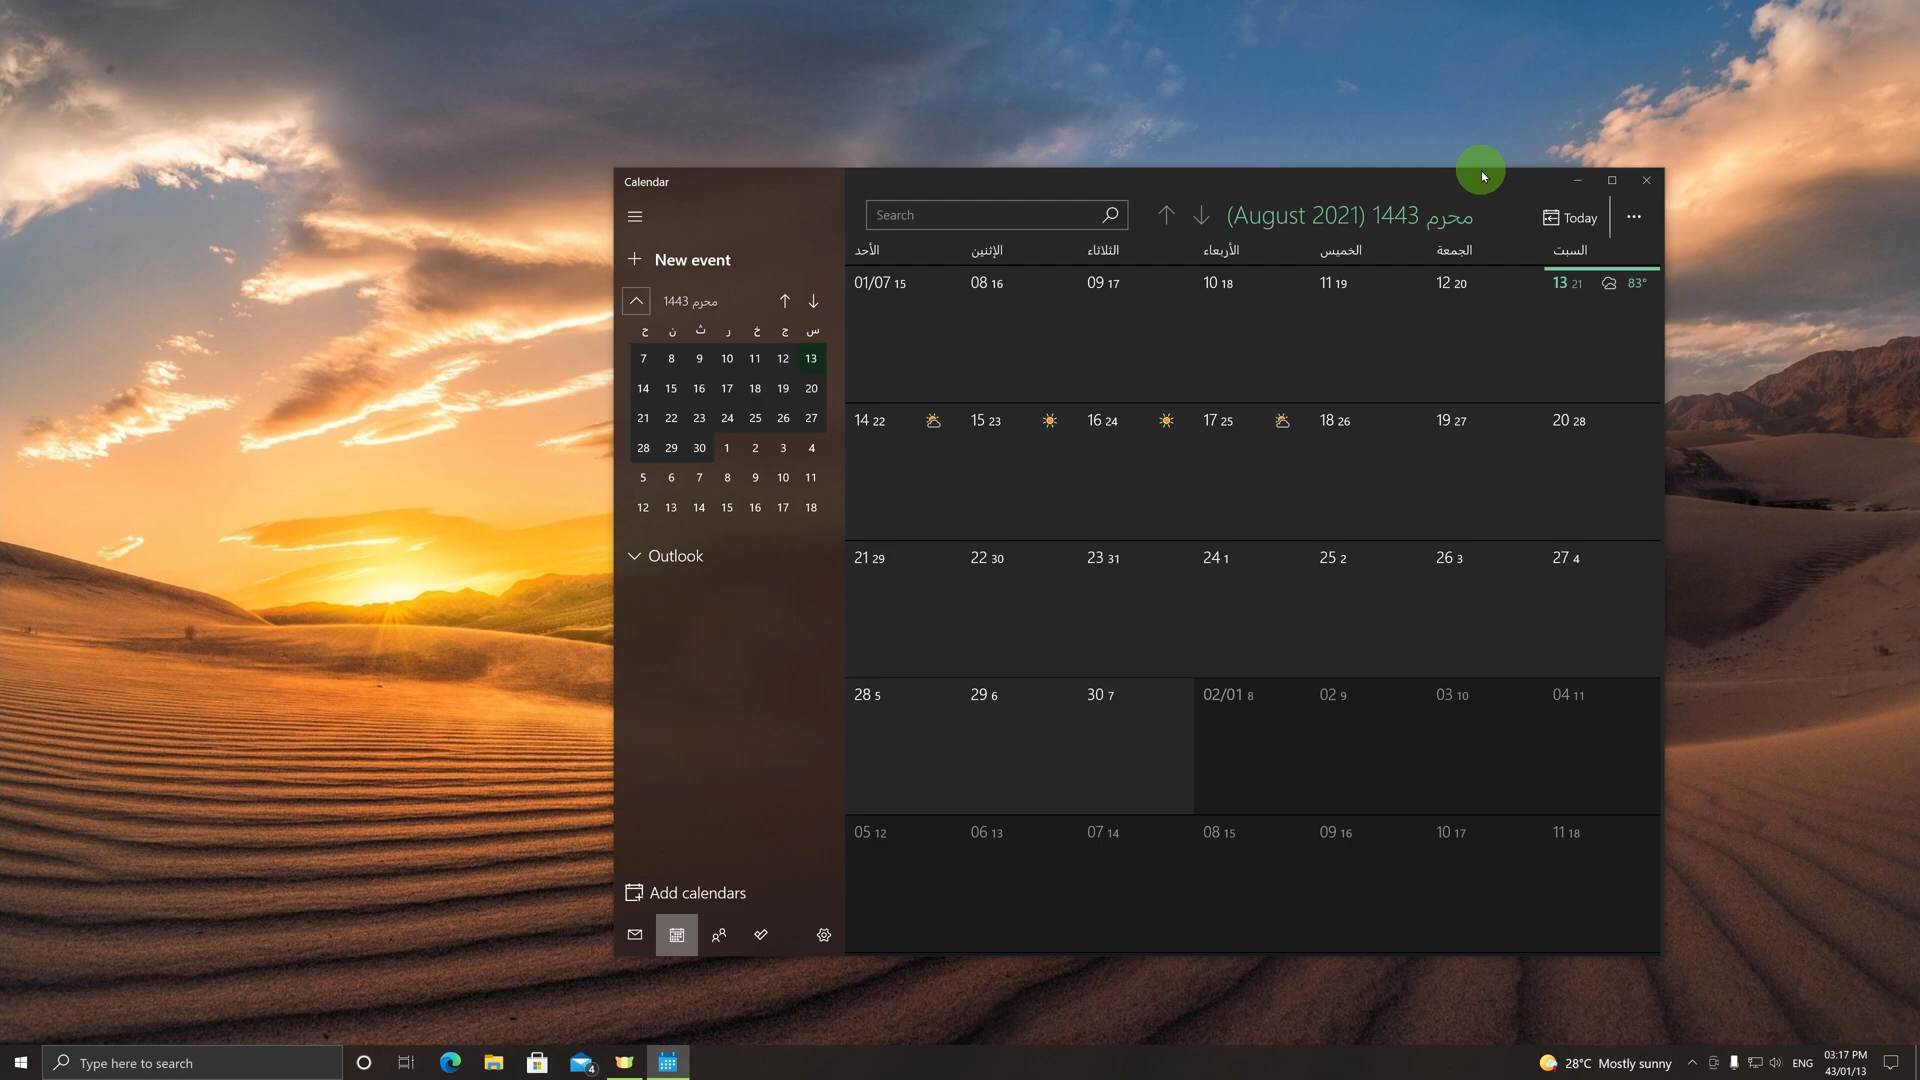 Calendar
Search
(August 2021) محرم 1443
Today
New event
محرم 1443
ح ن ث ر خ ج س
7 8 9 10 11 12 13
14 15 16 17 18 19 20
21 22 23 24 25 26 27
28 29 30 1 2 3 4
5 6 7 8 9 10 11
12 13 14 15 16 17 18
Outlook
Add calendars
الأحد الإثنين الثلاثاء الأربعاء الخميس الجمعة السبت
01/07 15 08 16 09 17 10 18 11 19 12 20 13 21 83°
14 22 15 23 16 24 17 25 18 26 19 27 20 28
21 29 22 30 23 31 24 1 25 2 26 3 27 4
28 5 29 6 30 7 02/01 8 02 9 03 10 04 11
05 12 06 13 07 14 08 15 09 16 10 17 11 18
Type here to search
4
28°C Mostly sunny
ENG
03:17 PM
43/01/13